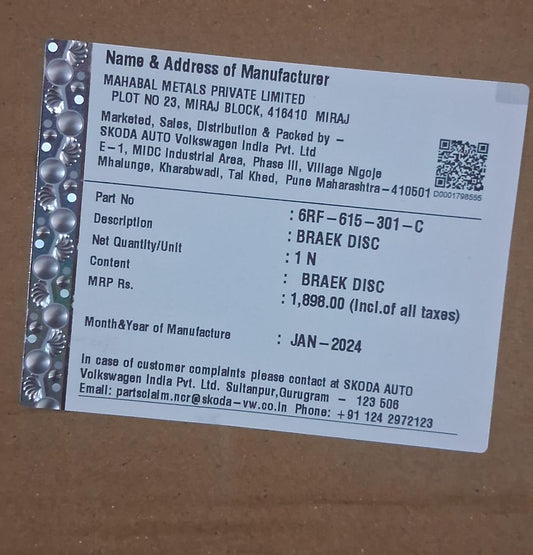 Name & Address of Manufacturer
MAHABAL METALS PRIVATE LIMITED
PLOT NO 23, MIRAJ BLOCK, 416410 MIRAJ
Marketed, Sales, Distribution & Packed by -
SKODA AUTO Volkswagen India Pvt. Ltd
E-1, MIDC Industrial Area, Phase III, Village Nigoje
Mhalunge, Kharabwadi, Tal Khed, Pune Maharashtra-410501
D0001798555
Part No : 6RF-615-301-C
Description : BRAEK DISC
Net Quantity/Unit : 1 N
Content : BRAEK DISC
MRP Rs. : 1,898.00 (Incl.of all taxes)
Month&Year of Manufacture : JAN-2024
In case of customer complaints please contact at SKODA AUTO
Volkswagen India Pvt. Ltd. Sultanpur,Gurugram - 123 506
Email: partsclaim.ncr@skoda-vw.co.in Phone: +91 124 2972123